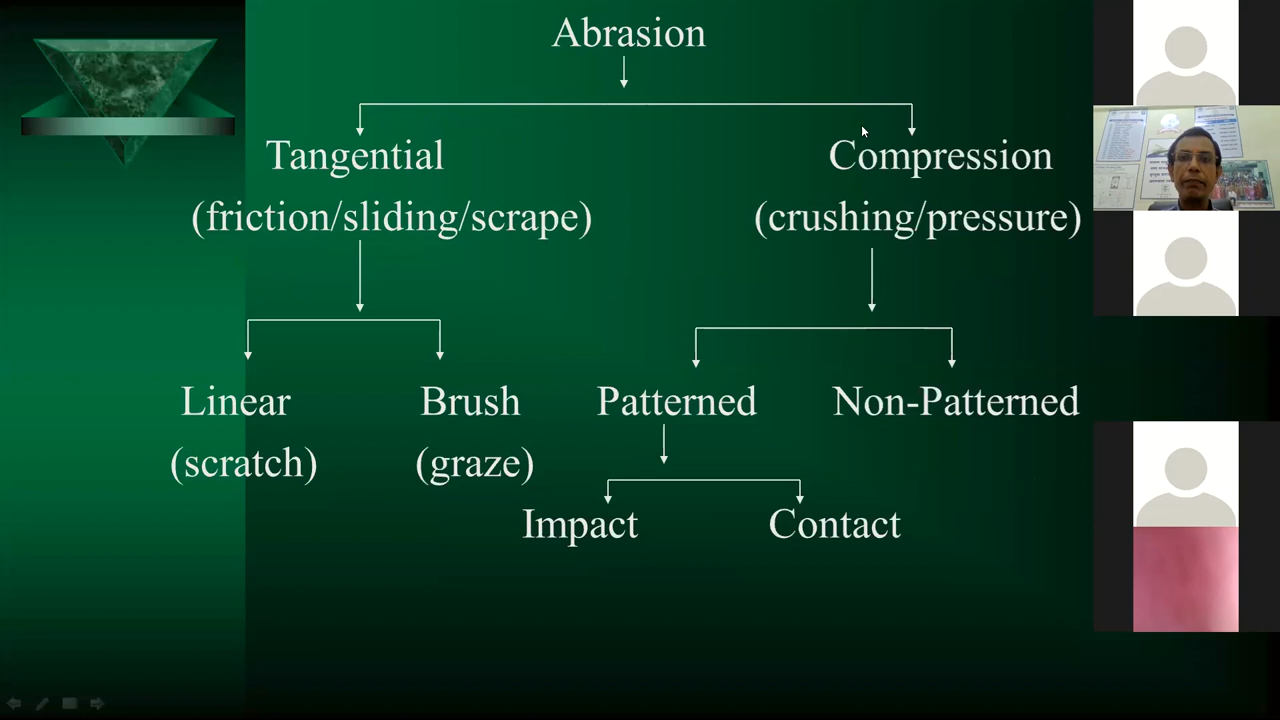 Abrasion
Tangential
(friction/sliding/scrape)
Compression
(crushing/pressure)
Linear
(scratch)
Brush
(graze)
Patterned
Non-Patterned
Impact
Contact